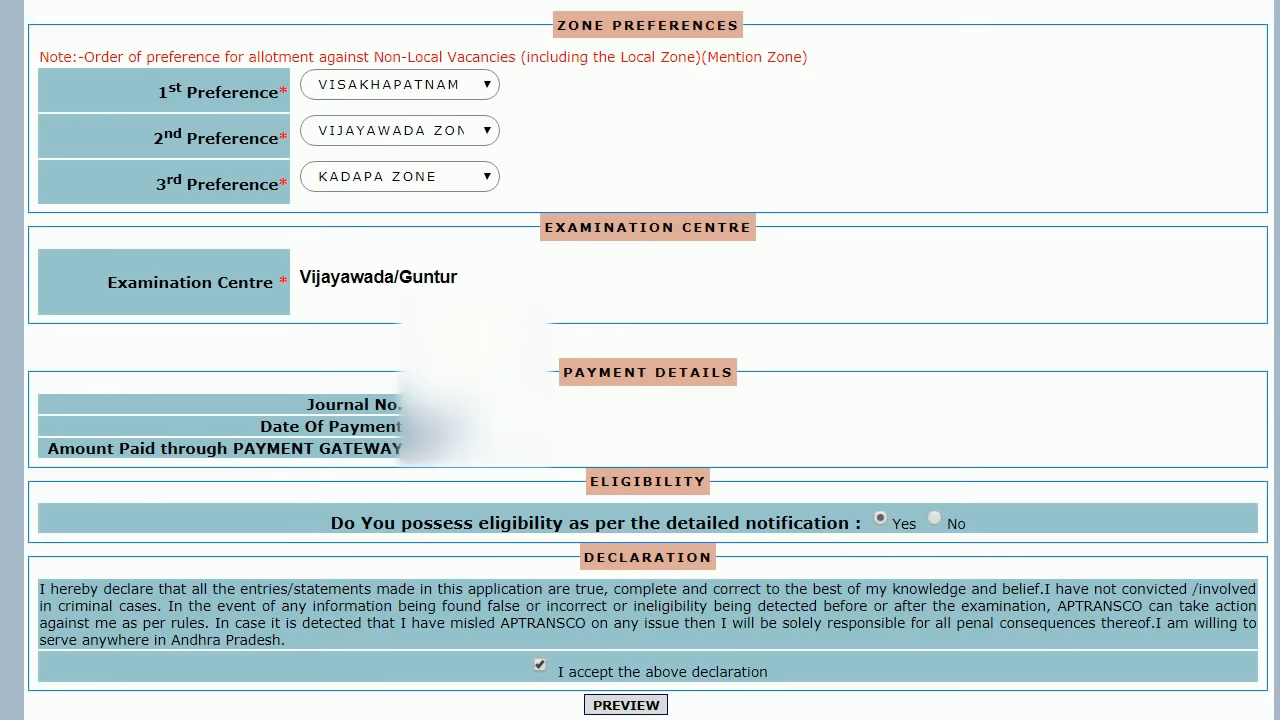 ZONE PREFERENCES
Note:-Order of preference for allotment against Non-Local Vacancies (including the Local Zone)(Mention Zone)
1st Preference* VISAKHAPATNAM
2nd Preference* VIJAYAWADA ZON
3rd Preference* KADAPA ZONE
EXAMINATION CENTRE
Examination Centre * Vijayawada/Guntur
PAYMENT DETAILS
Journal No.
Date Of Payment
Amount Paid through PAYMENT GATEWAY
ELIGIBILITY
Do You possess eligibility as per the detailed notification : Yes No
DECLARATION
I hereby declare that all the entries/statements made in this application are true, complete and correct to the best of my knowledge and belief.I have not convicted /involved
in criminal cases. In the event of any information being found false or incorrect or ineligibility being detected before or after the examination, APTRANSCO can take action
against me as per rules. In case it is detected that I have misled APTRANSCO on any issue then I will be solely responsible for all penal consequences thereof.I am willing to
serve anywhere in Andhra Pradesh.
I accept the above declaration
PREVIEW